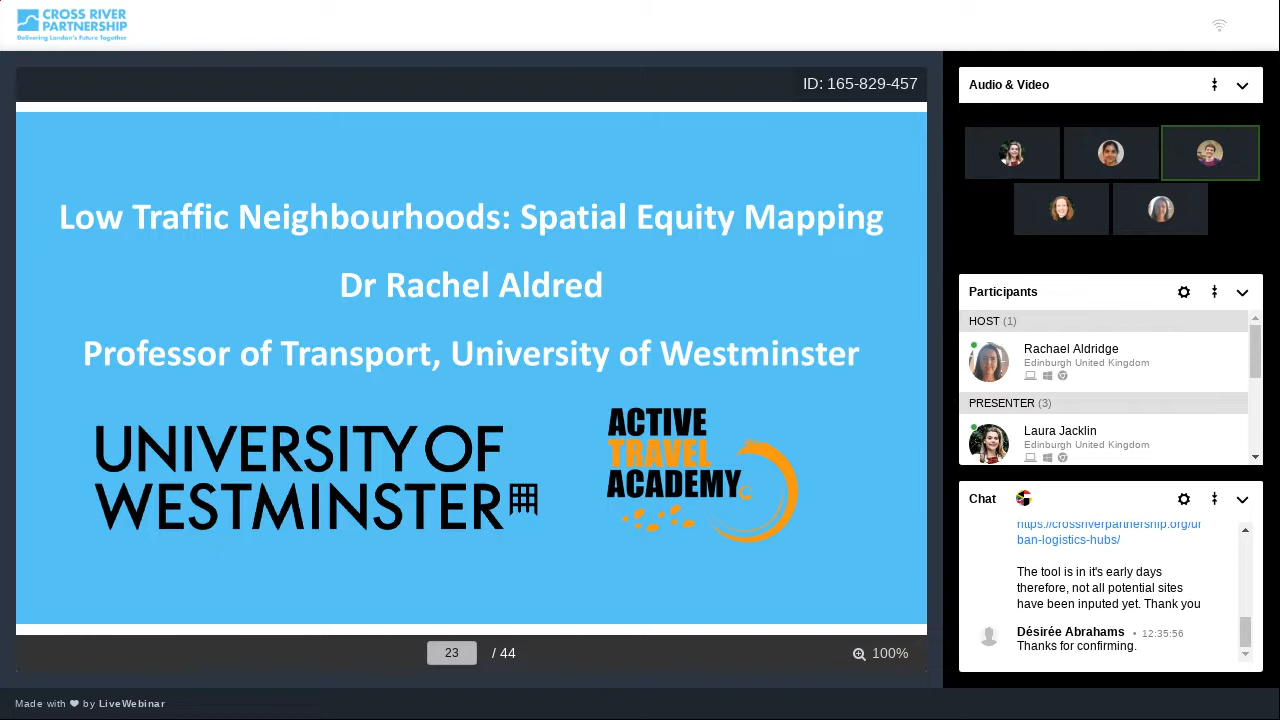 CROSS RIVER
PARTNERSHIP
Delivering London's Future Together
ID: 165-829-457
Low Traffic Neighbourhoods: Spatial Equity Mapping
Dr Rachel Aldred
Professor of Transport, University of Westminster
UNIVERSITY OF
WESTMINSTER
ACTIVE
TRAVEL
ACADEMY
23 / 44
100%
Audio & Video
Participants
HOST (1)
Rachael Aldridge
Edinburgh United Kingdom
PRESENTER (3)
Laura Jacklin
Edinburgh United Kingdom
Chat
https://crossriverpartnership.org/ur
ban-logistics-hubs/
The tool is in it's early days
therefore, not all potential sites
have been inputed yet. Thank you
Désirée Abrahams • 12:35:56
Thanks for confirming.
Made with ❤ by LiveWebinar